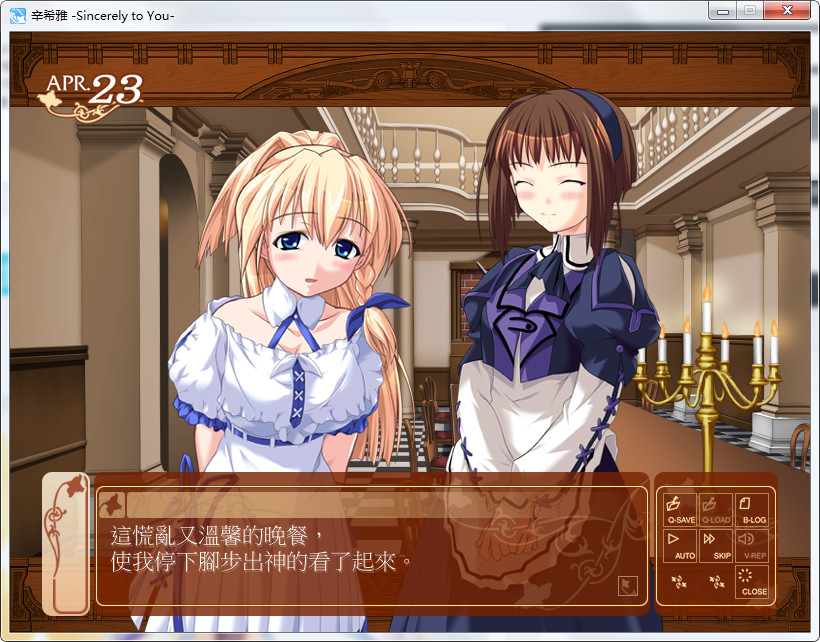 辛希雅 -Sincerely to You-
APR. 23
這慌亂又溫馨的晚餐，
使我停下腳步出神的看了起來。
Q-SAVE
Q-LOAD
B-LOG
AUTO
SKIP
V-REP
CLOSE